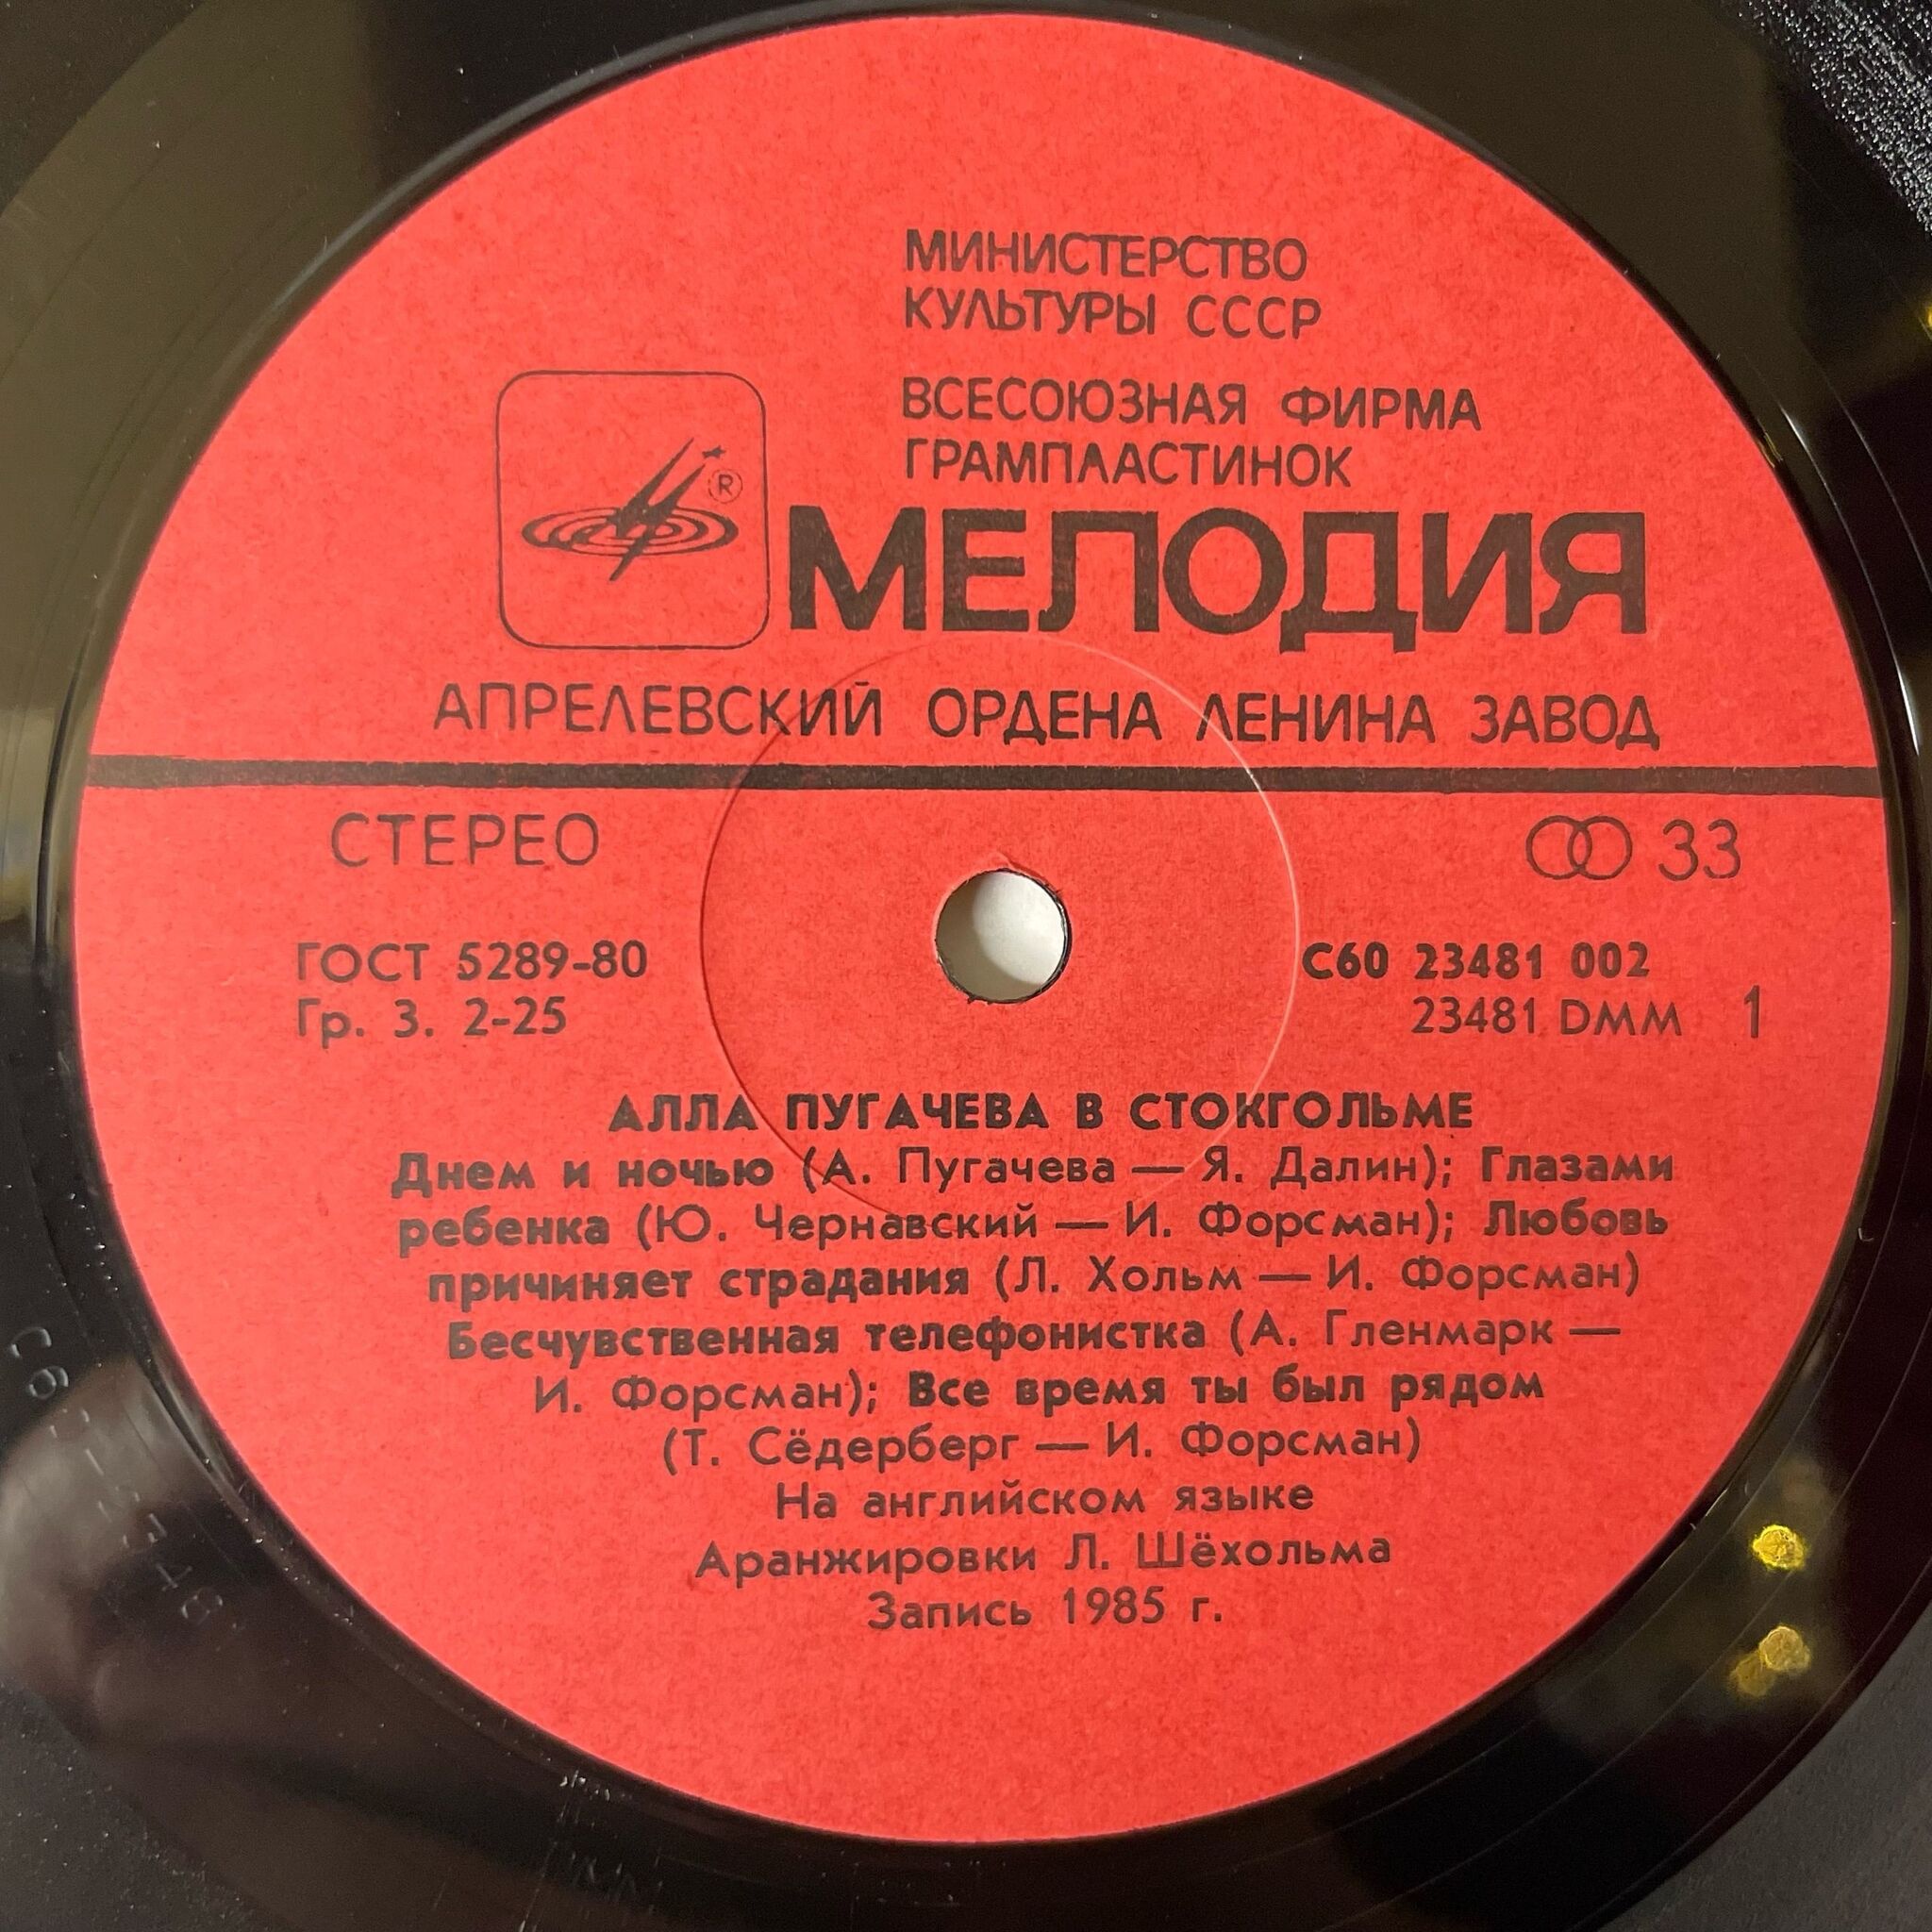 МИНИСТЕРСТВО
КУЛЬТУРЫ СССР
ВСЕСОЮЗНАЯ ФИРМА
ГРАМПЛАСТИНОК
®
МЕЛОДИЯ
АПРЕЛЕВСКИЙ ОРДЕНА ЛЕНИНА ЗАВОД
СТЕРЕО
33
ГОСТ 5289-80
Гр. 3. 2-25
С60 23481 002
23481 DMM 1
АЛЛА ПУГАЧЕВА В СТОКГОЛЬМЕ
Днем и ночью (А. Пугачева — Я. Далин); Глазами
ребенка (Ю. Чернавский — И. Форсман); Любовь
причиняет страдания (Л. Хольм — И. Форсман)
Бесчувственная телефонистка (А. Гленмарк —
И. Форсман); Все время ты был рядом
(Т. Сёдерберг — И. Форсман)
На английском языке
Аранжировки Л. Шёхольма
Запись 1985 г.